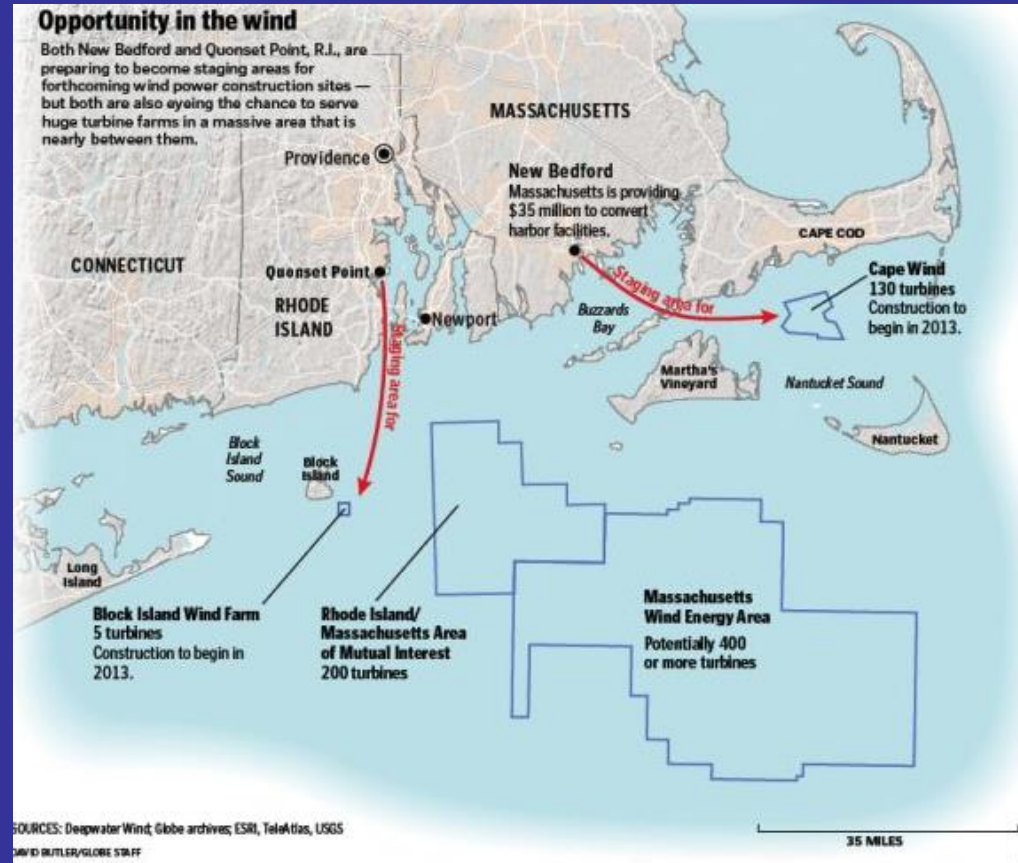 Opportunity in the wind
Both New Bedford and Quonset Point, R.I., are
preparing to become staging areas for
forthcoming wind power construction sites —
but both are also eyeing the chance to serve
huge turbine farms in a massive area that is
nearly between them.
MASSACHUSETTS
Providence
New Bedford
Massachusetts is providing
$35 million to convert
harbor facilities.
CAPE COD
CONNECTICUT
Quonset Point
RHODE
ISLAND
Newport
Staging area for
Staging area for
Buzzards
Bay
Cape Wind
130 turbines
Construction to
begin in 2013.
Martha's
Vineyard
Nantucket Sound
Nantucket
Block
Island
Sound
Block
Island
Long
Island
Block Island Wind Farm
5 turbines
Construction to begin in
2013.
Rhode Island/
Massachusetts Area
of Mutual Interest
200 turbines
Massachusetts
Wind Energy Area
Potentially 400
or more turbines
SOURCES: Deepwater Wind; Globe archives; ESRI, TeleAtlas, USGS
DAVID BUTLER/GLOBE STAFF
35 MILES